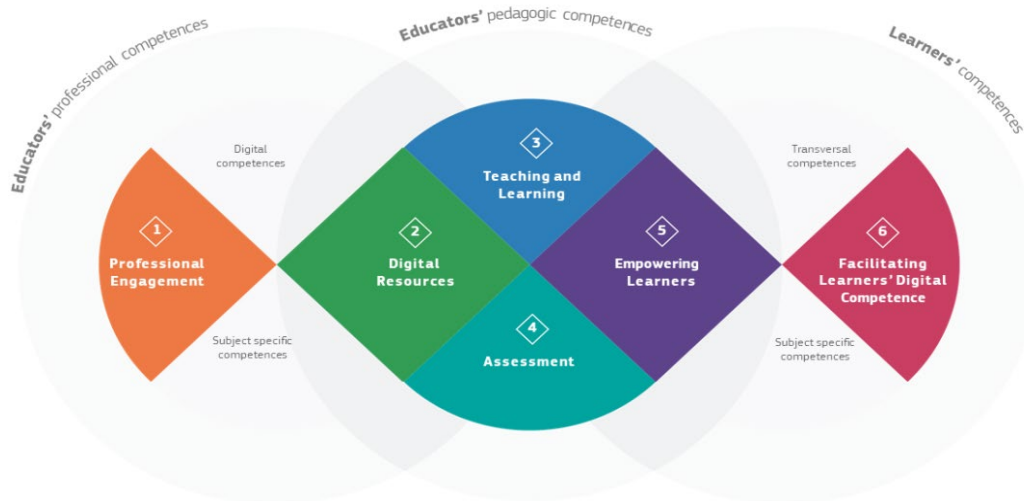 Educators' professional competences
Educators' pedagogic competences
Learners' competences
Digital
competences
Subject specific
competences
1
Professional
Engagement
2
Digital
Resources
3
Teaching and
Learning
4
Assessment
5
Empowering
Learners
Transversal
competences
Subject specific
competences
6
Facilitating
Learners' Digital
Competence